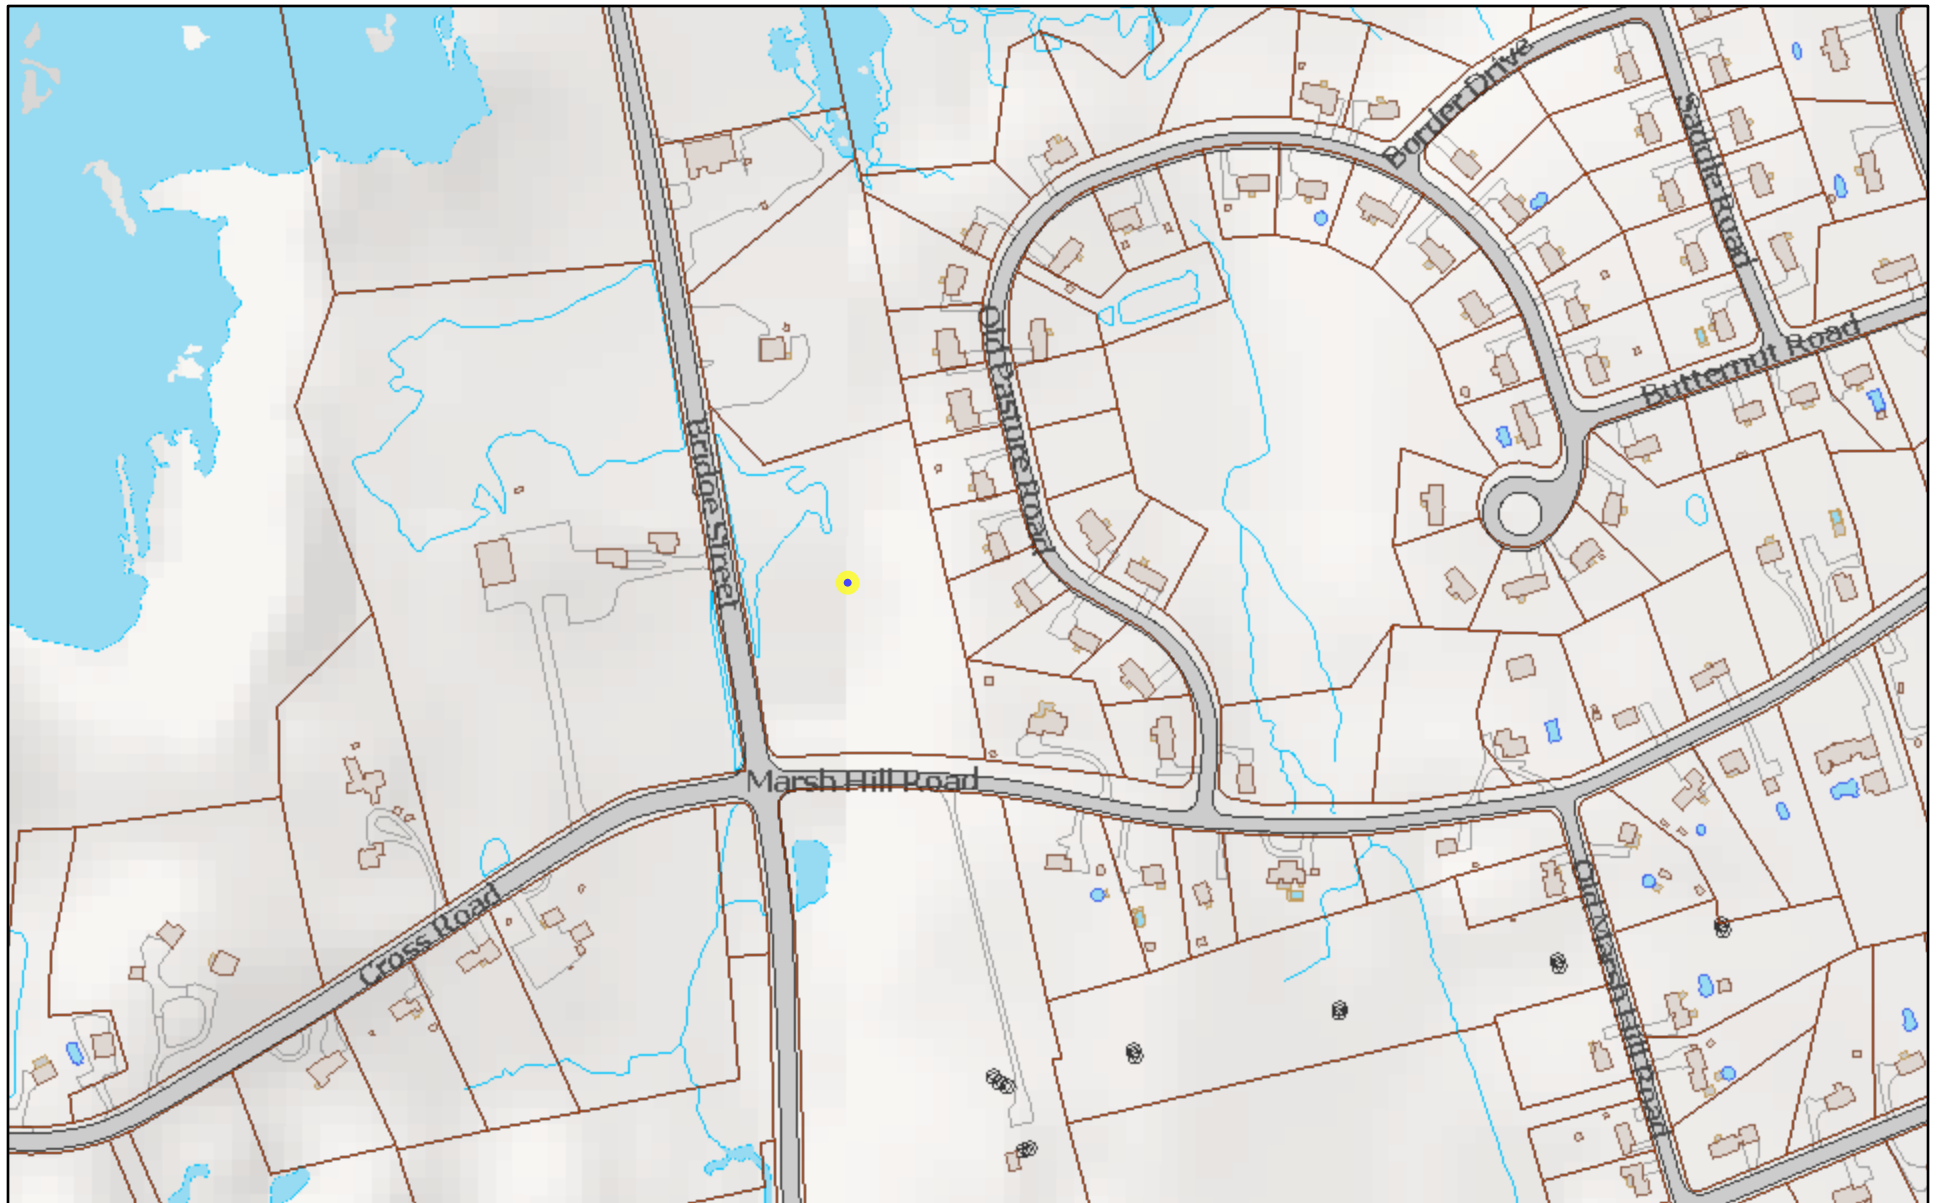 Border Drive
Saddle Road
Old Pasture Road
Butternut Road
Bridge Street
Marsh Hill Road
Cross Road
Old Marsh Hill Road